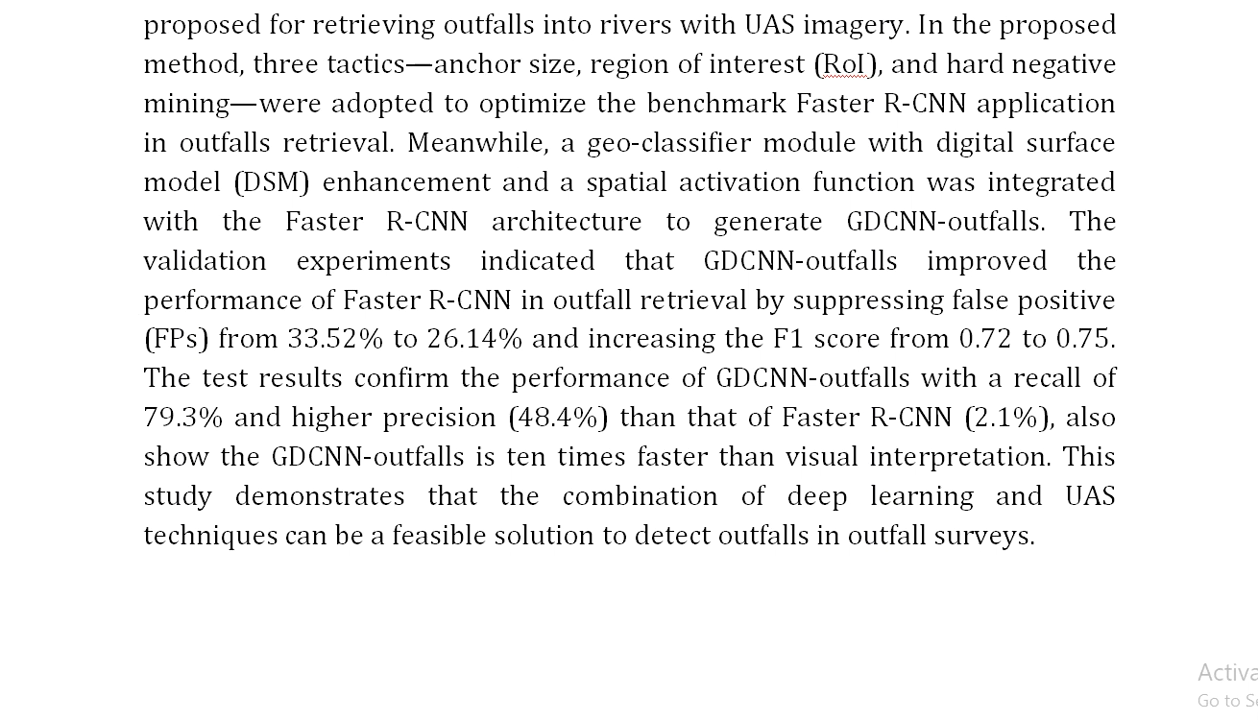 proposed for retrieving outfalls into rivers with UAS imagery. In the proposed
method, three tactics—anchor size, region of interest (RoI), and hard negative
mining—were adopted to optimize the benchmark Faster R-CNN application
in outfalls retrieval. Meanwhile, a geo-classifier module with digital surface
model (DSM) enhancement and a spatial activation function was integrated
with the Faster R-CNN architecture to generate GDCNN-outfalls. The
validation experiments indicated that GDCNN-outfalls improved the
performance of Faster R-CNN in outfall retrieval by suppressing false positive
(FPs) from 33.52% to 26.14% and increasing the F1 score from 0.72 to 0.75.
The test results confirm the performance of GDCNN-outfalls with a recall of
79.3% and higher precision (48.4%) than that of Faster R-CNN (2.1%), also
show the GDCNN-outfalls is ten times faster than visual interpretation. This
study demonstrates that the combination of deep learning and UAS
techniques can be a feasible solution to detect outfalls in outfall surveys.
Activa
Go to Se